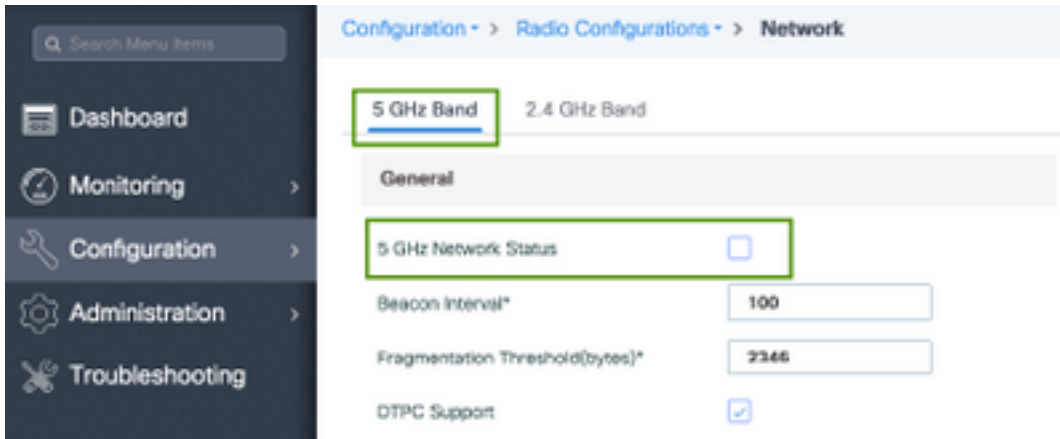 Search Menu Items
Dashboard
Monitoring
Configuration
Administration
Troubleshooting
Configuration > Radio Configurations > Network
5 GHz Band 2.4 GHz Band
General
5 GHz Network Status
Beacon Interval* 100
Fragmentation Threshold(bytes)* 2346
DTPC Support